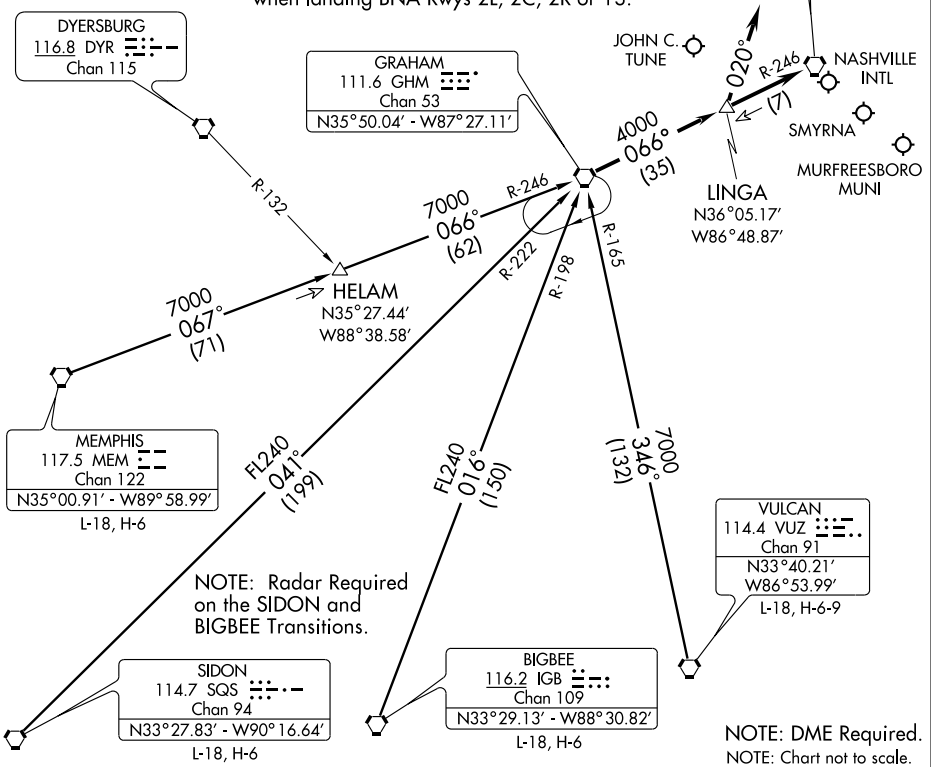 when landing BNA Rwys 2L, 2C, 2R or 13.
DYERSBURG
116.8 DYR
Chan 115
GRAHAM
111.6 GHM
Chan 53
N35°50.04' - W87°27.11'
JOHN C.
TUNE
020°
R-246
NASHVILLE
INTL
(7)
SMYRNA
MURFREESBORO
MUNI
4000
066°
(35)
LINGA
N36°05.17'
W86°48.87'
R-132
7000
066°
(62)
R-246
R-222
R-198
R-165
HELAM
N35°27.44'
W88°38.58'
7000
067°
(71)
MEMPHIS
117.5 MEM
Chan 122
N35°00.91' - W89°58.99'
L-18, H-6
FL240
041°
(199)
FL240
016°
(150)
7000
346°
(132)
VULCAN
114.4 VUZ
Chan 91
N33°40.21'
W86°53.99'
L-18, H-6-9
NOTE: Radar Required
on the SIDON and
BIGBEE Transitions.
SIDON
114.7 SQS
Chan 94
N33°27.83' - W90°16.64'
L-18, H-6
BIGBEE
116.2 IGB
Chan 109
N33°29.13' - W88°30.82'
L-18, H-6
NOTE: DME Required.
NOTE: Chart not to scale.